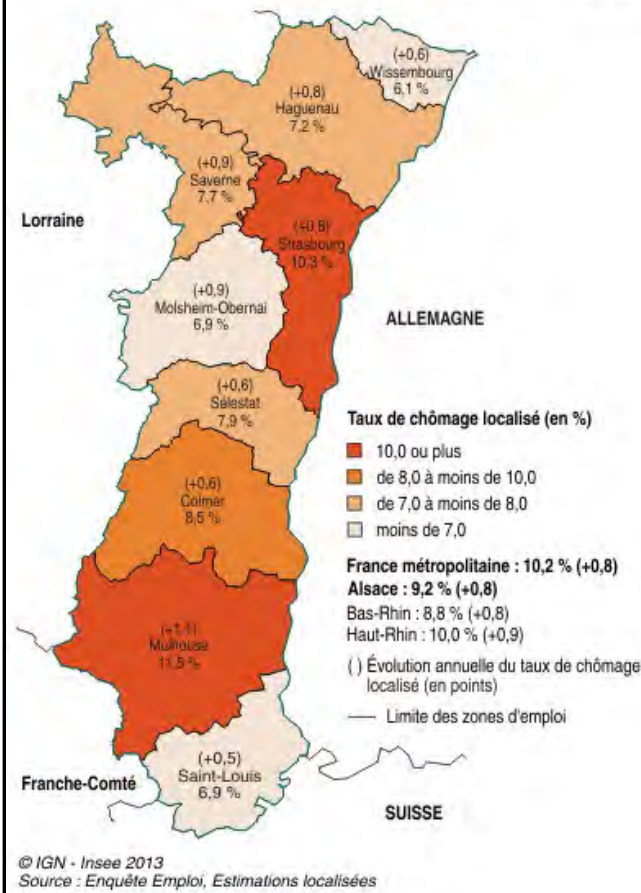 (+0,6)
Wissembourg
6,1 %
(+0,8)
Haguenau
7,2 %
(+0,9)
Saverne
7,7 %
Lorraine
(+0,8)
Strasbourg
10,3 %
(+0,9)
Molsheim-Obernai
6,9 %
ALLEMAGNE
(+0,6)
Sélestat
7,9 %
Taux de chômage localisé (en %)
10,0 ou plus
de 8,0 à moins de 10,0
de 7,0 à moins de 8,0
moins de 7,0
(+0,6)
Colmar
8,5 %
France métropolitaine : 10,2 % (+0,8)
Alsace : 9,2 % (+0,8)
Bas-Rhin : 8,8 % (+0,8)
Haut-Rhin : 10,0 % (+0,9)
(+1,1)
Mulhouse
11,5 %
( ) Évolution annuelle du taux de chômage
localisé (en points)
Limite des zones d'emploi
(+0,5)
Saint-Louis
6,9 %
Franche-Comté
SUISSE
© IGN - Insee 2013
Source : Enquête Emploi, Estimations localisées